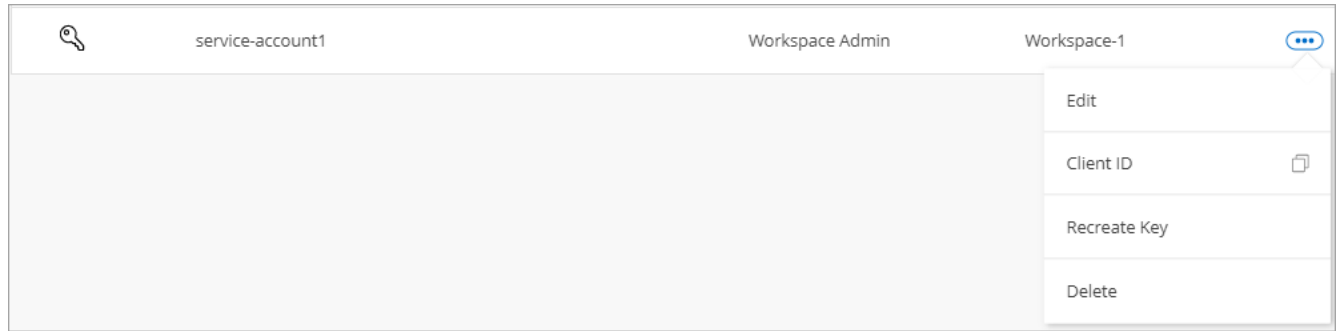 service-account1 Workspace Admin Workspace-1
Edit
Client ID
Recreate Key
Delete